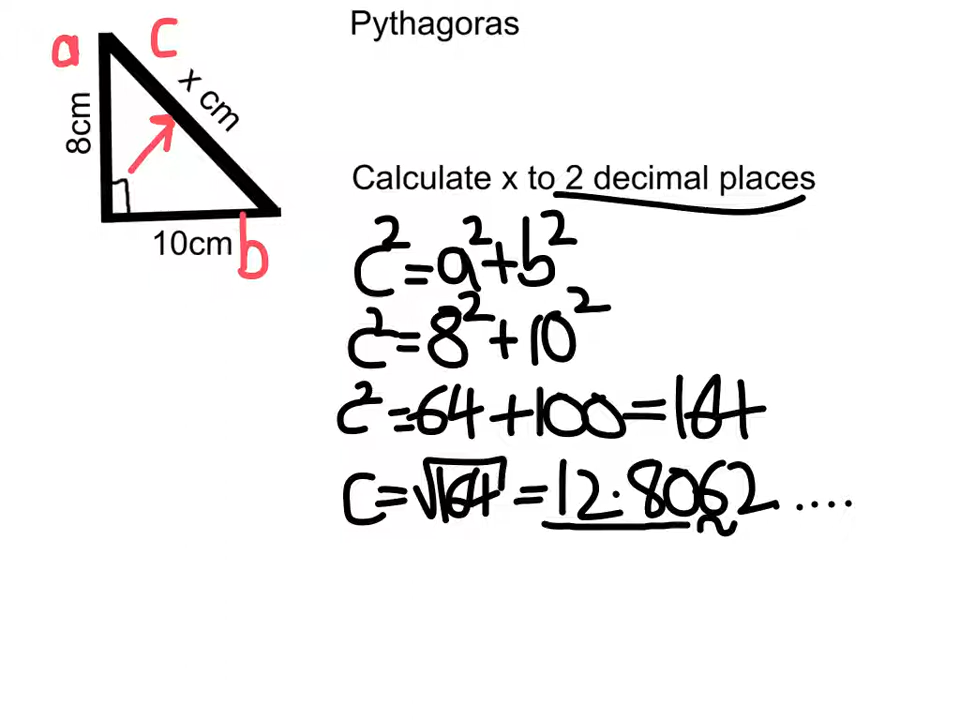 Pythagoras
a
c
x cm
8cm
10cm
b
Calculate x to 2 decimal places
c²=a²+b²
c²=8²+10²
c²=64+100=164
c=√164=12.8062....